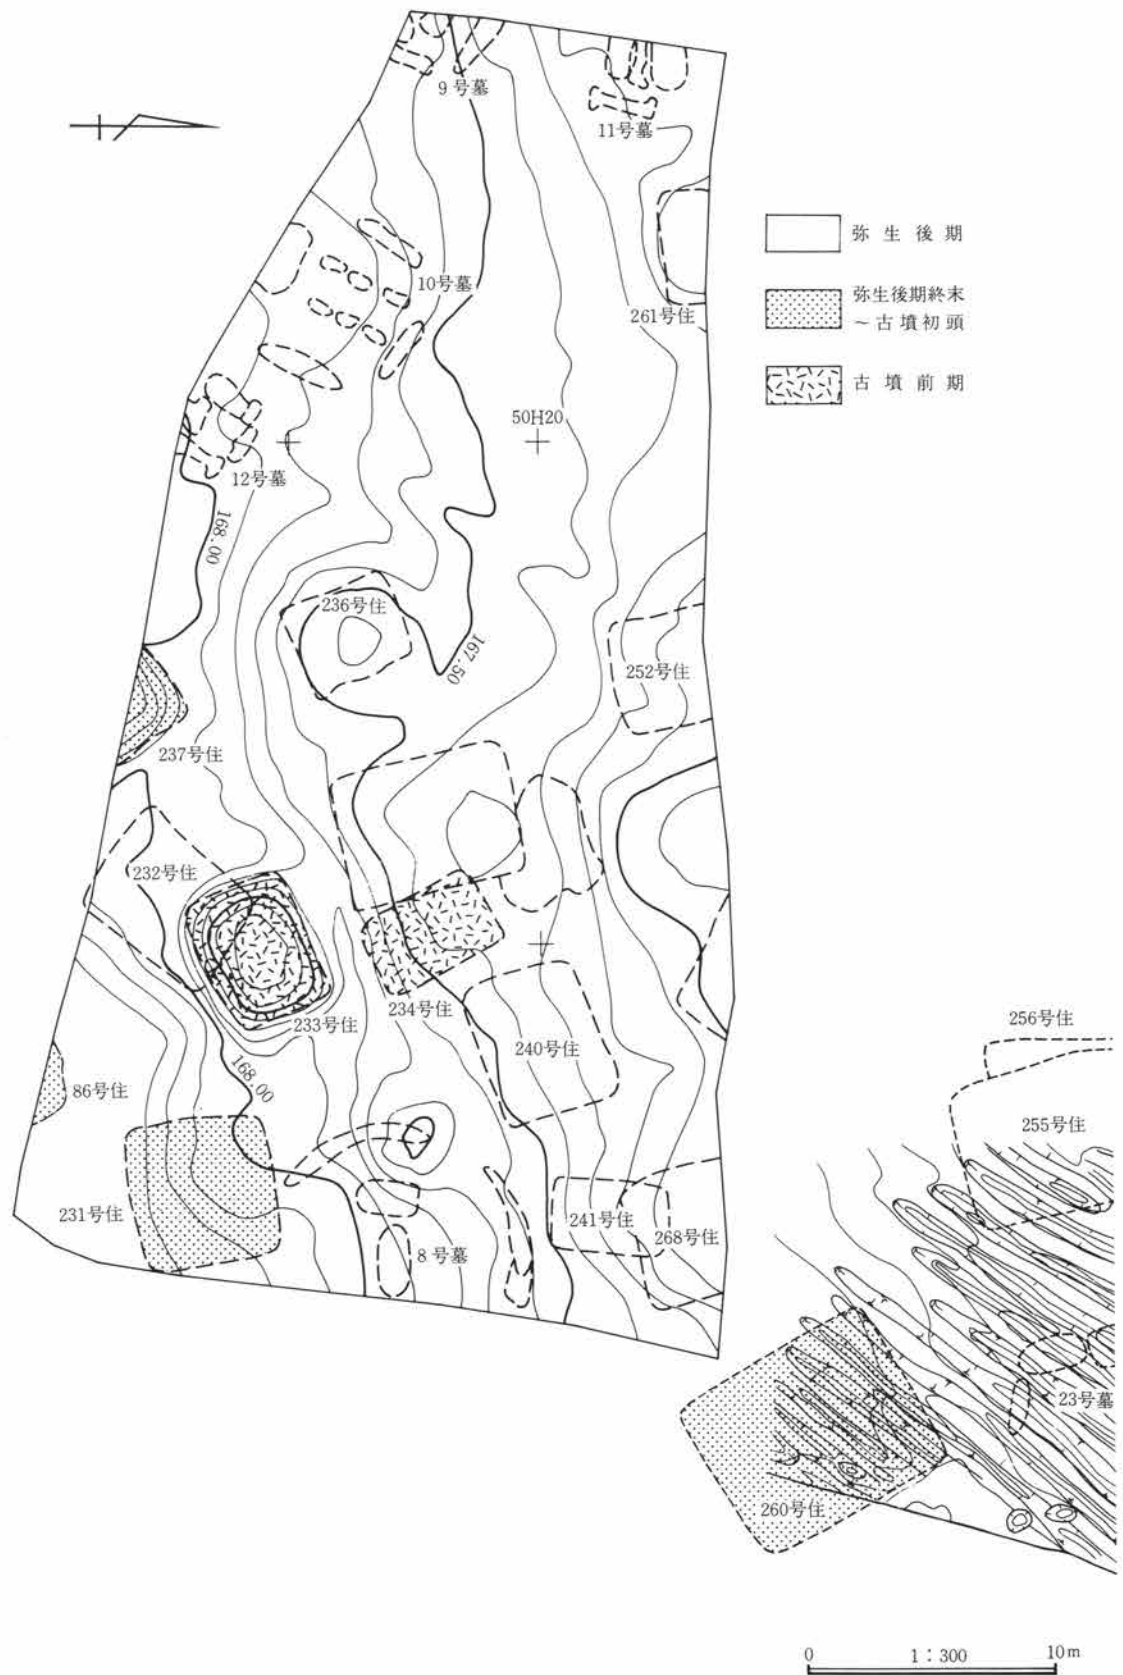 9号墓
11号墓
弥生後期
弥生後期終末
～古墳初頭
古墳前期
10号墓
261号住
50H20
12号墓
168.00
236号住
167.50
252号住
237号住
232号住
233号住
234号住
240号住
256号住
168.00
86号住
255号住
231号住
241号住
268号住
8号墓
23号墓
260号住
0 1：300 10m